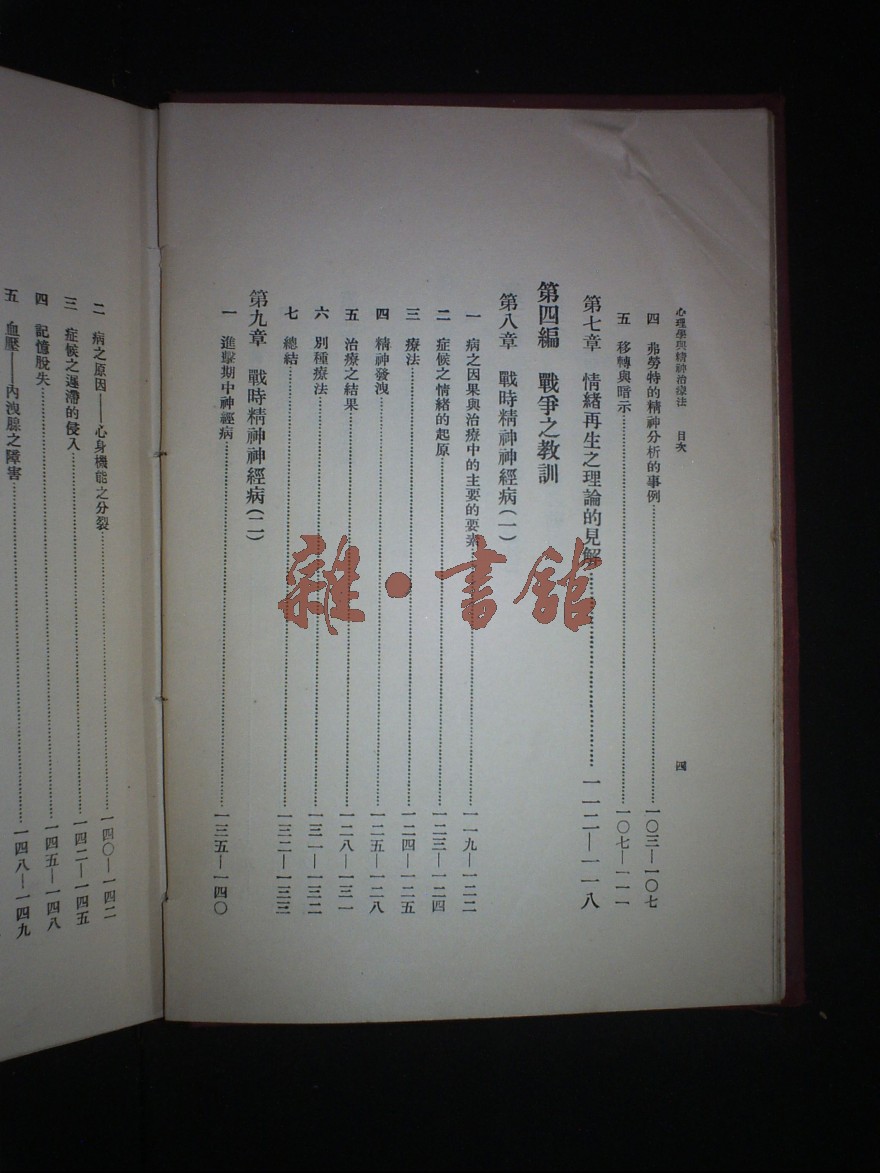 心理學與精神治療法　目次　四
四　弗勞特的精神分析的事例……一〇三—一〇七
五　移轉與暗示……一〇七—一一一
第七章　情緒再生之理論的見解……一一二—一一八
第四編　戰爭之教訓
第八章　戰時精神神經病(一)
一　病之因果與治療中的主要的要素……一一九—一二二
二　症候之情緒的起原……一二三—一二四
三　療法……一二四—一二五
四　精神發洩……一二五—一二八
五　治療之結果……一二八—一三一
六　別種療法……一三一—一三二
七　總結……一三二—一三三
第九章　戰時精神神經病(二)
一　進擊期中神經病……一三五—一四〇
二　病之原因——心身機能之分裂……一四〇—一四二
三　症候之遲滯的侵入……一四二—一四五
四　記憶脫失……一四五—一四八
五　血壓——內洩腺之障害……一四八—一四九
雜·書館